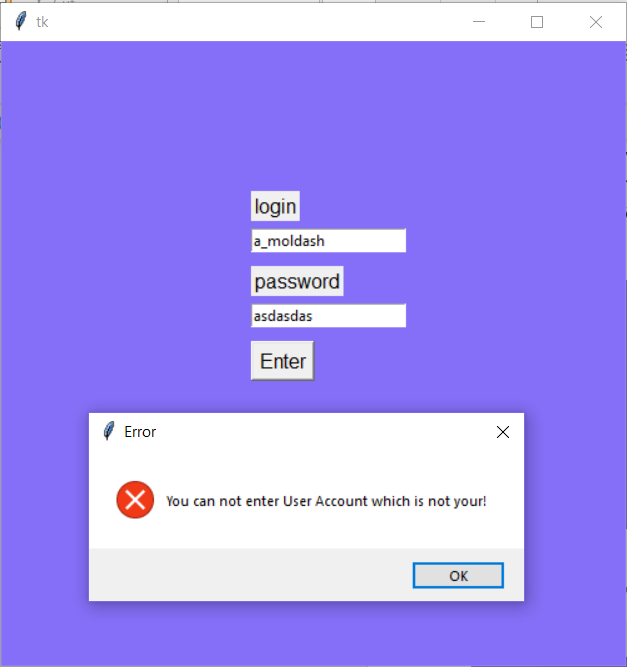 tk
login
a_moldash
password
asdasdas
Enter
Error
You can not enter User Account which is not your!
OK